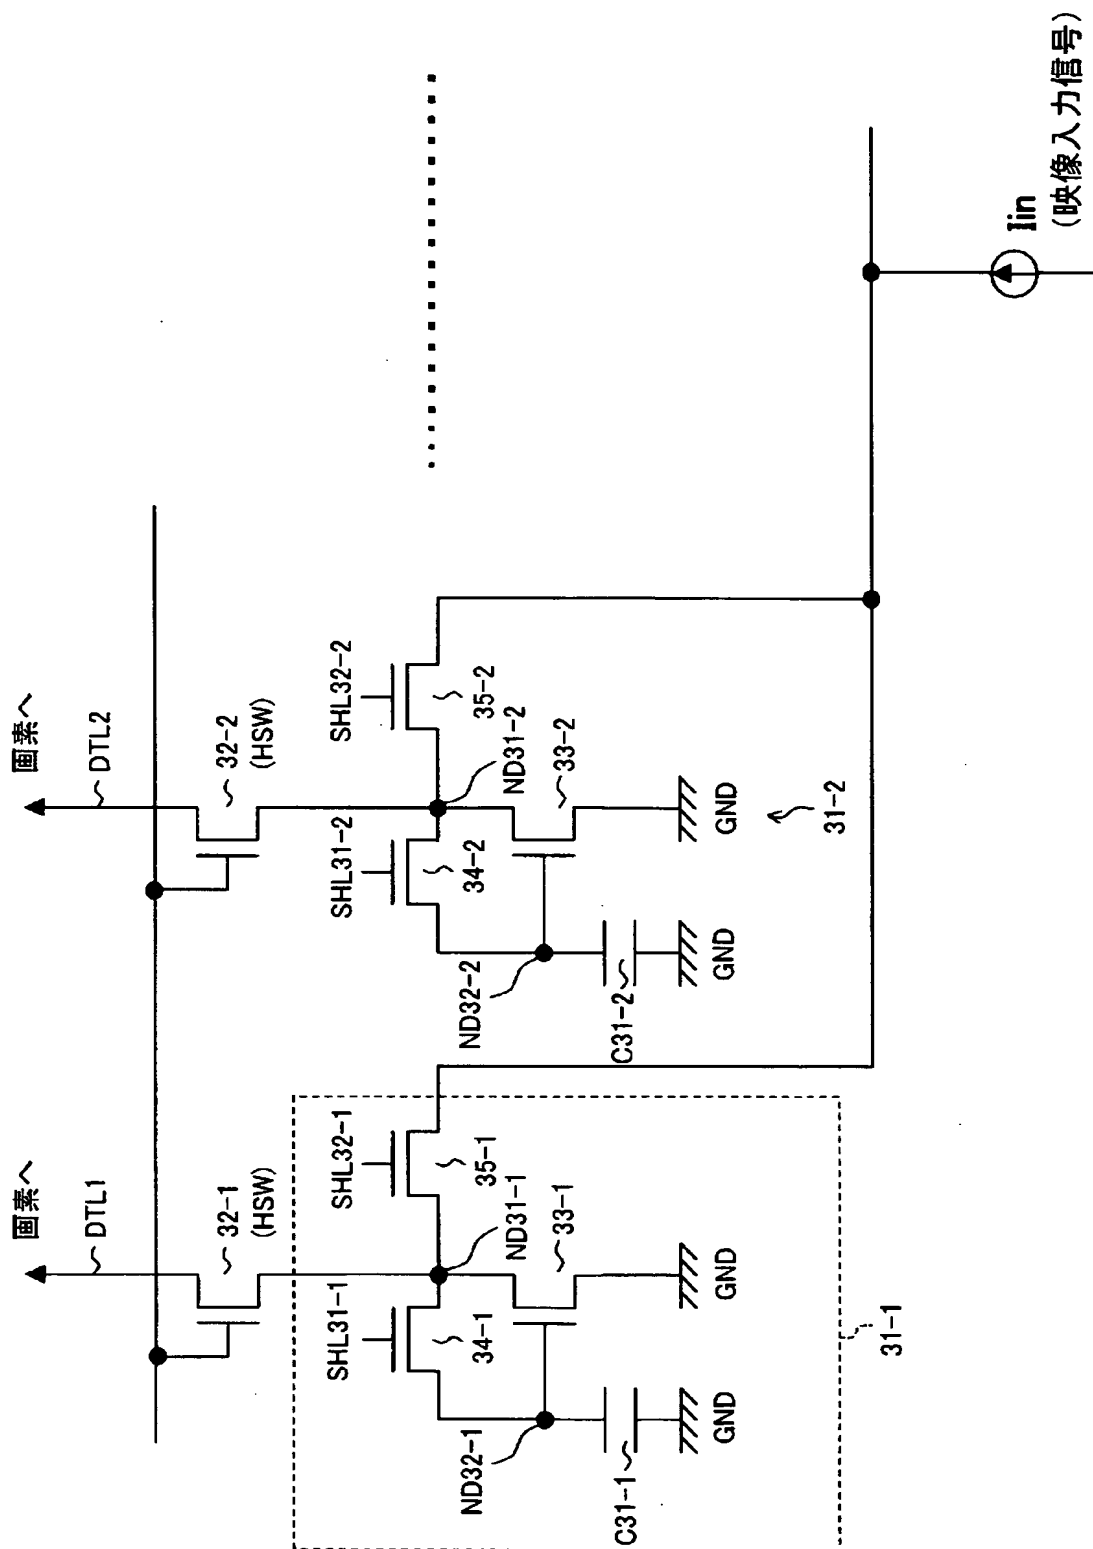 画素へ
DTL1
32-1
(HSW)
SHL31-1
SHL32-1
34-1
35-1
ND31-1
33-1
ND32-1
C31-1
GND
GND
31-1
画素へ
DTL2
32-2
(HSW)
SHL31-2
SHL32-2
34-2
35-2
ND31-2
33-2
ND32-2
C31-2
GND
GND
31-2
Iin
(映像入力信号)